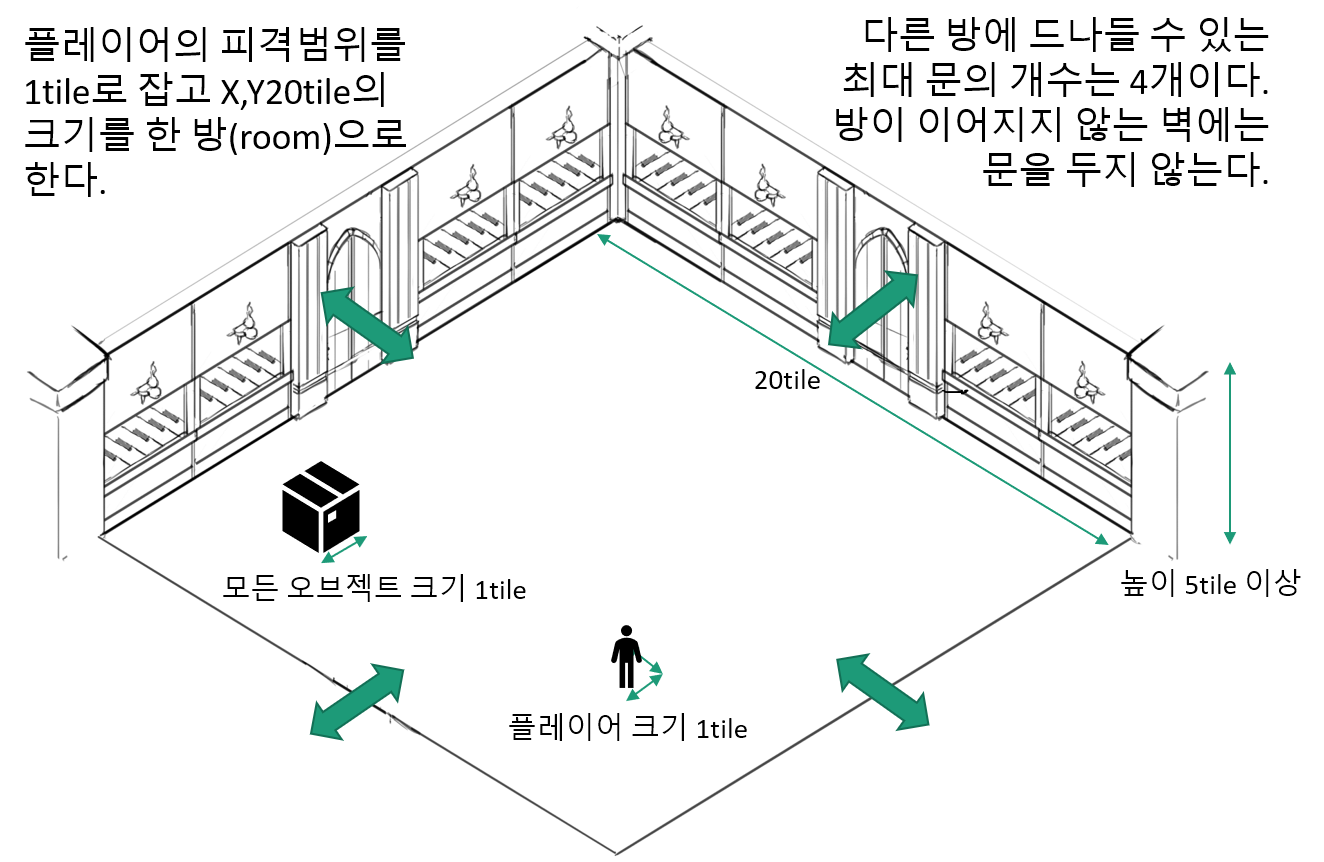 플레이어의 피격범위를
1tile로 잡고 X,Y20tile의
크기를 한 방(room)으로
한다.
다른 방에 드나들 수 있는
최대 문의 개수는 4개이다.
방이 이어지지 않는 벽에는
문을 두지 않는다.
20tile
높이 5tile 이상
모든 오브젝트 크기 1tile
플레이어 크기 1tile